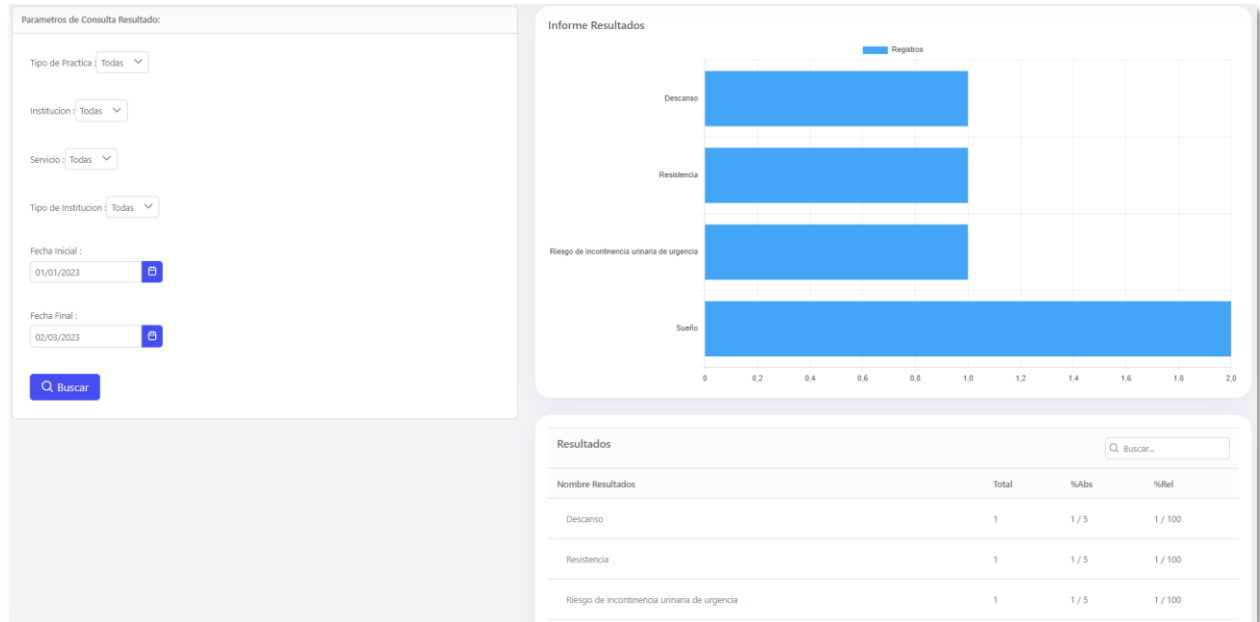 Parametros de Consulta Resultado:
Tipo de Practica : Todas
Institucion : Todas
Servicio : Todas
Tipo de Institucion : Todas
Fecha Inicial :
01/01/2023
Fecha Final :
02/03/2023
Buscar
Informe Resultados
Registros
Descanso
Resistencia
Riesgo de incontinencia urinaria de urgencia
Sueño
0 0,2 0,4 0,6 0,8 1,0 1,2 1,4 1,6 1,8 2,0
Resultados
Buscar...
Nombre Resultados Total %Abs %Rel
Descanso 1 1 / 5 1 / 100
Resistencia 1 1 / 5 1 / 100
Riesgo de incontinencia urinaria de urgencia 1 1 / 5 1 / 100